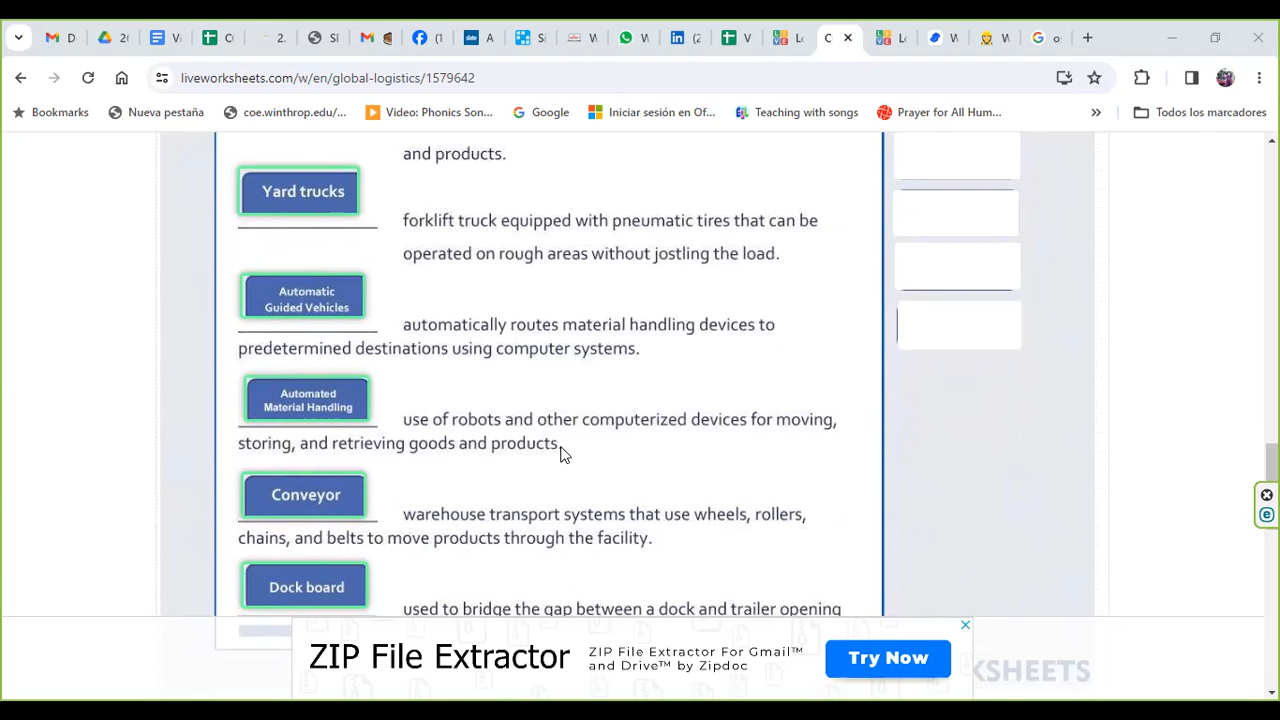 D
2(
Vi
C(
2.
SI
(1
A
Si
W
W
(2
V
L(
C
L(
W
W
o:
liveworksheets.com/w/en/global-logistics/1579642
Bookmarks
Nueva pestaña
coe.winthrop.edu/...
Video: Phonics Son...
Google
Iniciar sesión en Of...
Teaching with songs
Prayer for All Hum...
»
Todos los marcadores
and products.
Yard trucks
forklift truck equipped with pneumatic tires that can be
operated on rough areas without jostling the load.
Automatic
Guided Vehicles
automatically routes material handling devices to
predetermined destinations using computer systems.
Automated
Material Handling
use of robots and other computerized devices for moving,
storing, and retrieving goods and products.
Conveyor
warehouse transport systems that use wheels, rollers,
chains, and belts to move products through the facility.
Dock board
used to bridge the gap between a dock and trailer opening
ZIP File Extractor
ZIP File Extractor For Gmail™
and Drive™ by Zipdoc
Try Now
KSHEETS